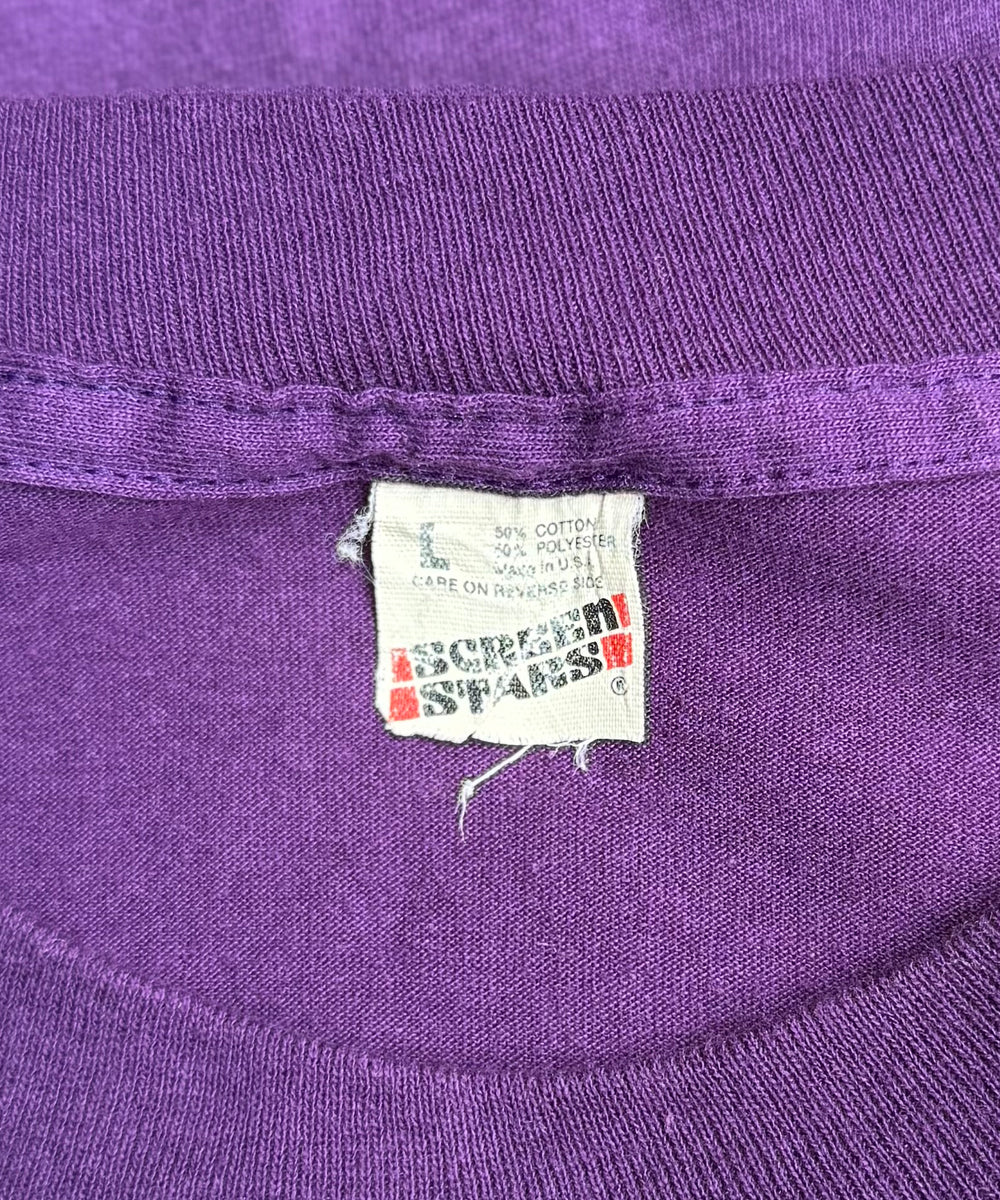 L
50% COTTON
50% POLYESTER
Made in U.S.A.
CARE ON REVERSE SIDE
SCREEN
STARS
®